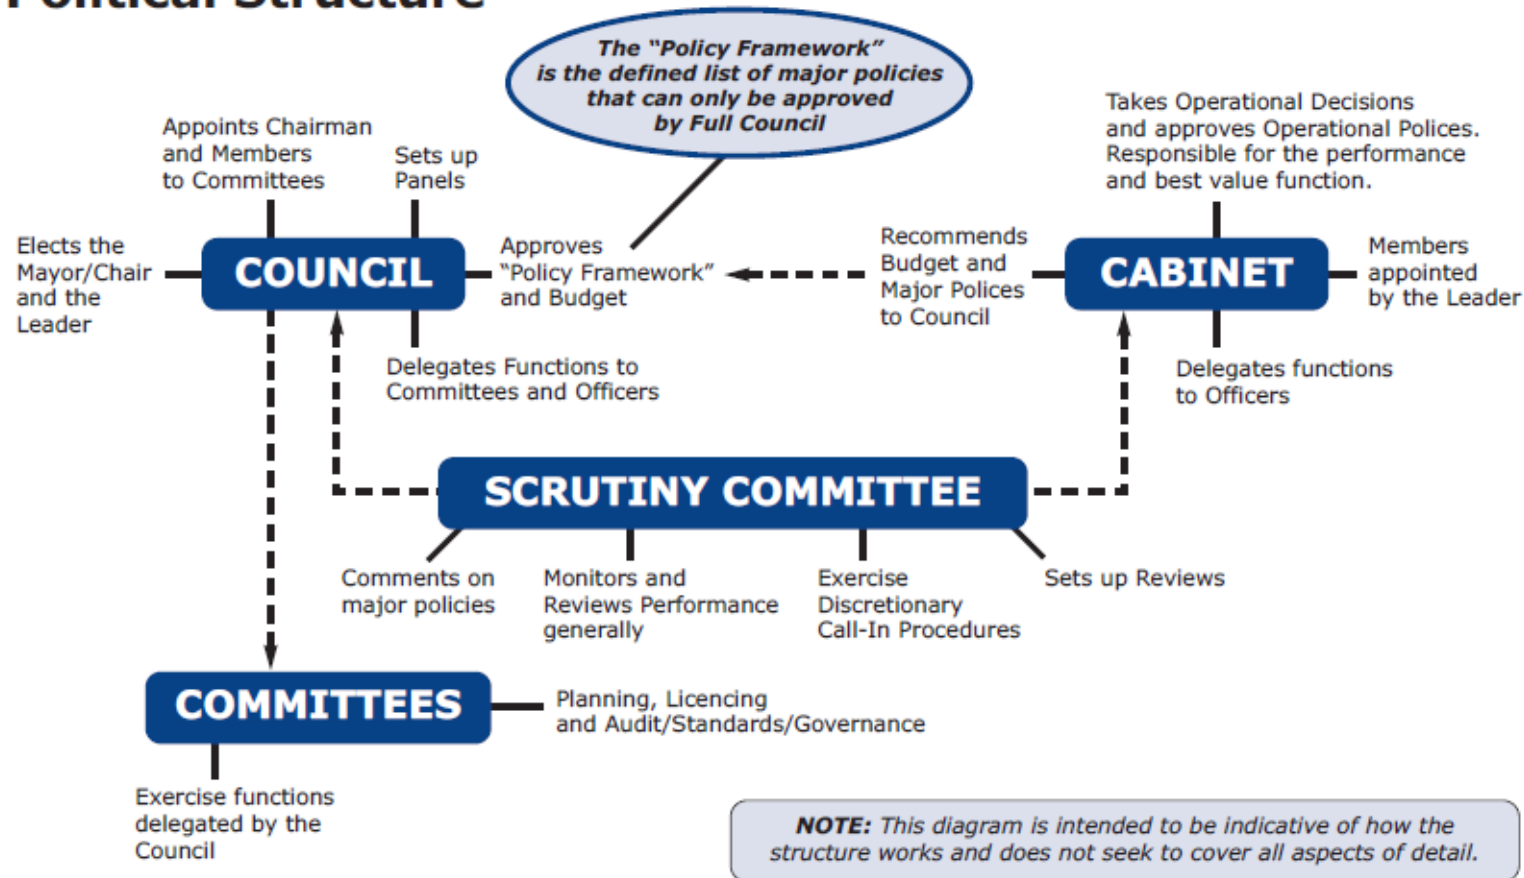 Political Structure
The “Policy Framework”
is the defined list of major policies
that can only be approved
by Full Council
Appoints Chairman
and Members
to Committees
Sets up
Panels
Takes Operational Decisions
and approves Operational Polices.
Responsible for the performance
and best value function.
Elects the
Mayor/Chair
and the
Leader
COUNCIL
Approves
“Policy Framework”
and Budget
Recommends
Budget and
Major Polices
to Council
CABINET
Members
appointed
by the Leader
Delegates Functions to
Committees and Officers
Delegates functions
to Officers
SCRUTINY COMMITTEE
Comments on
major policies
Monitors and
Reviews Performance
generally
Exercise
Discretionary
Call-In Procedures
Sets up Reviews
COMMITTEES
Planning, Licencing
and Audit/Standards/Governance
Exercise functions
delegated by the
Council
NOTE: This diagram is intended to be indicative of how the
structure works and does not seek to cover all aspects of detail.